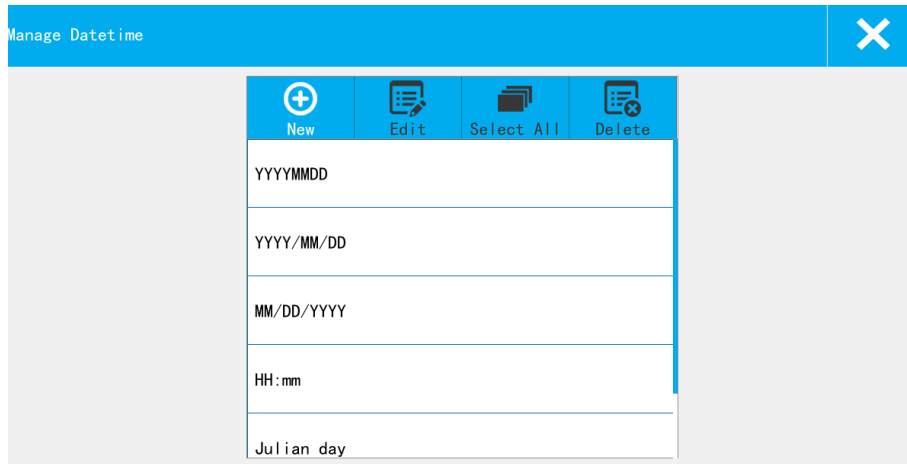 Manage Datetime
New Edit Select All Delete
YYYYMMDD
YYYY/MM/DD
MM/DD/YYYY
HH:mm
Julian day